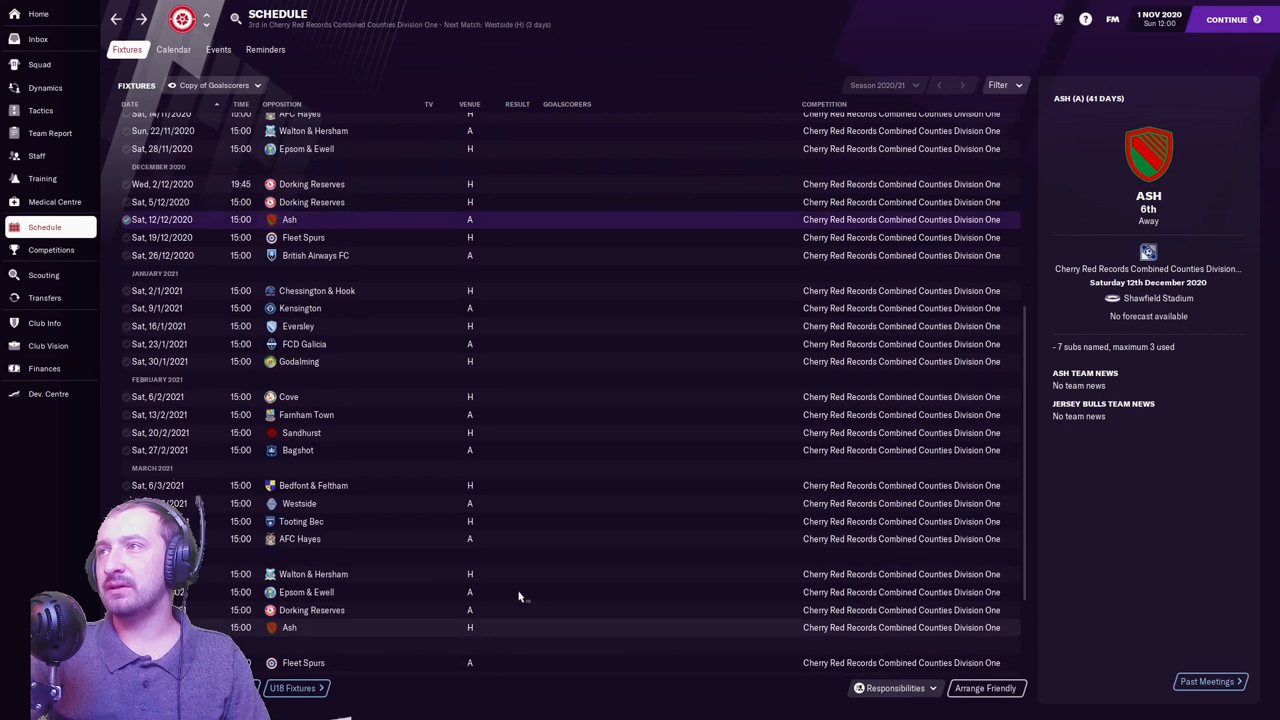 Home
Inbox
Squad
Dynamics
Tactics
Team Report
Staff
Training
Medical Centre
Schedule
Competitions
Scouting
Transfers
Club Info
Club Vision
Finances
Dev. Centre
SCHEDULE
3rd in Cherry Red Records Combined Counties Division One - Next Match: Westside (H) (3 days)
FM
1 NOV 2020
Sun 12:00
CONTINUE
Fixtures Calendar Events Reminders
FIXTURES Copy of Goalscorers Season 2020/21 Filter
DATE TIME OPPOSITION TV VENUE RESULT GOALSCORERS COMPETITION
Sat, 14/11/2020 15:00 AFC Hayes H Cherry Red Records Combined Counties Division One
Sun, 22/11/2020 15:00 Walton & Hersham A Cherry Red Records Combined Counties Division One
Sat, 28/11/2020 15:00 Epsom & Ewell H Cherry Red Records Combined Counties Division One
DECEMBER 2020
Wed, 2/12/2020 19:45 Dorking Reserves H Cherry Red Records Combined Counties Division One
Sat, 5/12/2020 15:00 Dorking Reserves H Cherry Red Records Combined Counties Division One
Sat, 12/12/2020 15:00 Ash A Cherry Red Records Combined Counties Division One
Sat, 19/12/2020 15:00 Fleet Spurs H Cherry Red Records Combined Counties Division One
Sat, 26/12/2020 15:00 British Airways FC A Cherry Red Records Combined Counties Division One
JANUARY 2021
Sat, 2/1/2021 15:00 Chessington & Hook H Cherry Red Records Combined Counties Division One
Sat, 9/1/2021 15:00 Kensington A Cherry Red Records Combined Counties Division One
Sat, 16/1/2021 15:00 Eversley H Cherry Red Records Combined Counties Division One
Sat, 23/1/2021 15:00 FCD Galicia A Cherry Red Records Combined Counties Division One
Sat, 30/1/2021 15:00 Godalming H Cherry Red Records Combined Counties Division One
FEBRUARY 2021
Sat, 6/2/2021 15:00 Cove H Cherry Red Records Combined Counties Division One
Sat, 13/2/2021 15:00 Farnham Town A Cherry Red Records Combined Counties Division One
Sat, 20/2/2021 15:00 Sandhurst H Cherry Red Records Combined Counties Division One
Sat, 27/2/2021 15:00 Bagshot A Cherry Red Records Combined Counties Division One
MARCH 2021
Sat, 6/3/2021 15:00 Bedfont & Feltham H Cherry Red Records Combined Counties Division One
2021 15:00 Westside A Cherry Red Records Combined Counties Division One
15:00 Tooting Bec H Cherry Red Records Combined Counties Division One
15:00 AFC Hayes A Cherry Red Records Combined Counties Division One
15:00 Walton & Hersham H Cherry Red Records Combined Counties Division One
15:00 Epsom & Ewell A Cherry Red Records Combined Counties Division One
15:00 Dorking Reserves A Cherry Red Records Combined Counties Division One
15:00 Ash H Cherry Red Records Combined Counties Division One
Fleet Spurs A Cherry Red Records Combined Counties Division One
U18 Fixtures
Responsibilities
Arrange Friendly
ASH (A) (41 DAYS)
ASH
6th
Away
Cherry Red Records Combined Counties Division...
Saturday 12th December 2020
Shawfield Stadium
No forecast available
- 7 subs named, maximum 3 used
ASH TEAM NEWS
No team news
JERSEY BULLS TEAM NEWS
No team news
Past Meetings